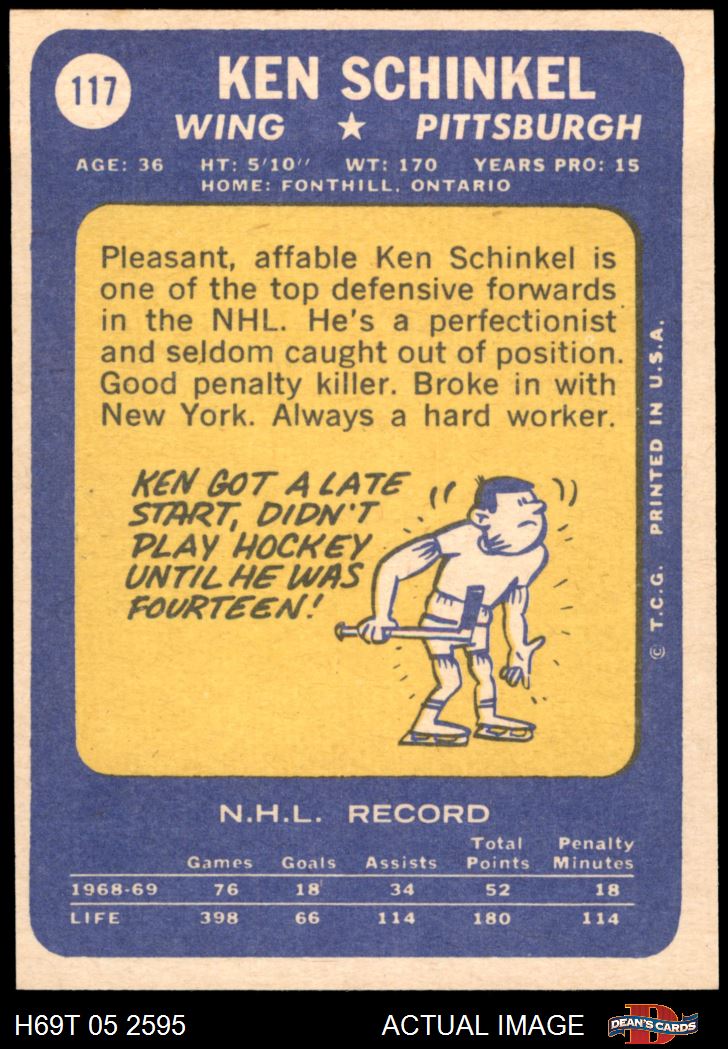 117
KEN SCHINKEL
WING ★ PITTSBURGH
AGE: 36 HT: 5'10'' WT: 170 YEARS PRO: 15
HOME: FONTHILL, ONTARIO
Pleasant, affable Ken Schinkel is
one of the top defensive forwards
in the NHL. He's a perfectionist
and seldom caught out of position.
Good penalty killer. Broke in with
New York. Always a hard worker.
KEN GOT A LATE
START, DIDN'T
PLAY HOCKEY
UNTIL HE WAS
FOURTEEN!
© T.C.G. PRINTED IN U.S.A.
N.H.L. RECORD
Games Goals Assists Total Points Penalty Minutes
1968-69 76 18 34 52 18
LIFE 398 66 114 180 114
H69T 05 2595 ACTUAL IMAGE DEAN'S CARDS